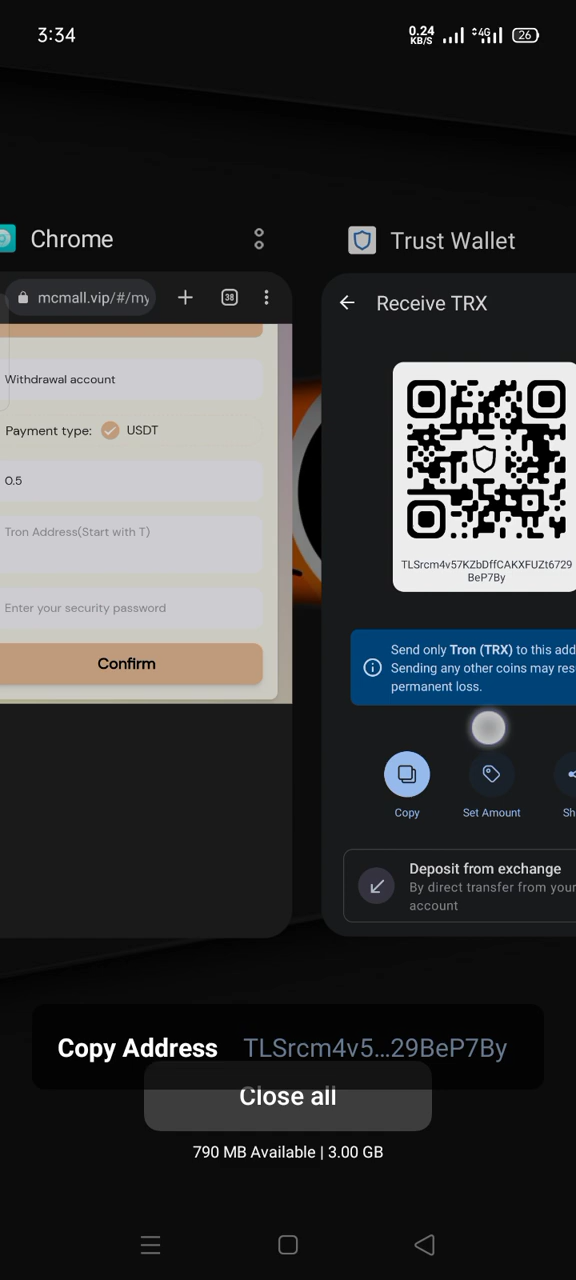 3:34
0.24
KB/S
4G
26
Chrome
Trust Wallet
mcmall.vip/#/my
38
Receive TRX
Withdrawal account
Payment type:
USDT
0.5
Tron Address(Start with T)
Enter your security password
Confirm
TLSrcm4v57KZbDffCAKXFUZt6729
BeP7By
Send only Tron (TRX) to this add
Sending any other coins may resu
permanent loss.
Copy
Set Amount
Sh
Deposit from exchange
By direct transfer from your
account
Copy Address
TLSrcm4v5...29BeP7By
Close all
790 MB Available | 3.00 GB